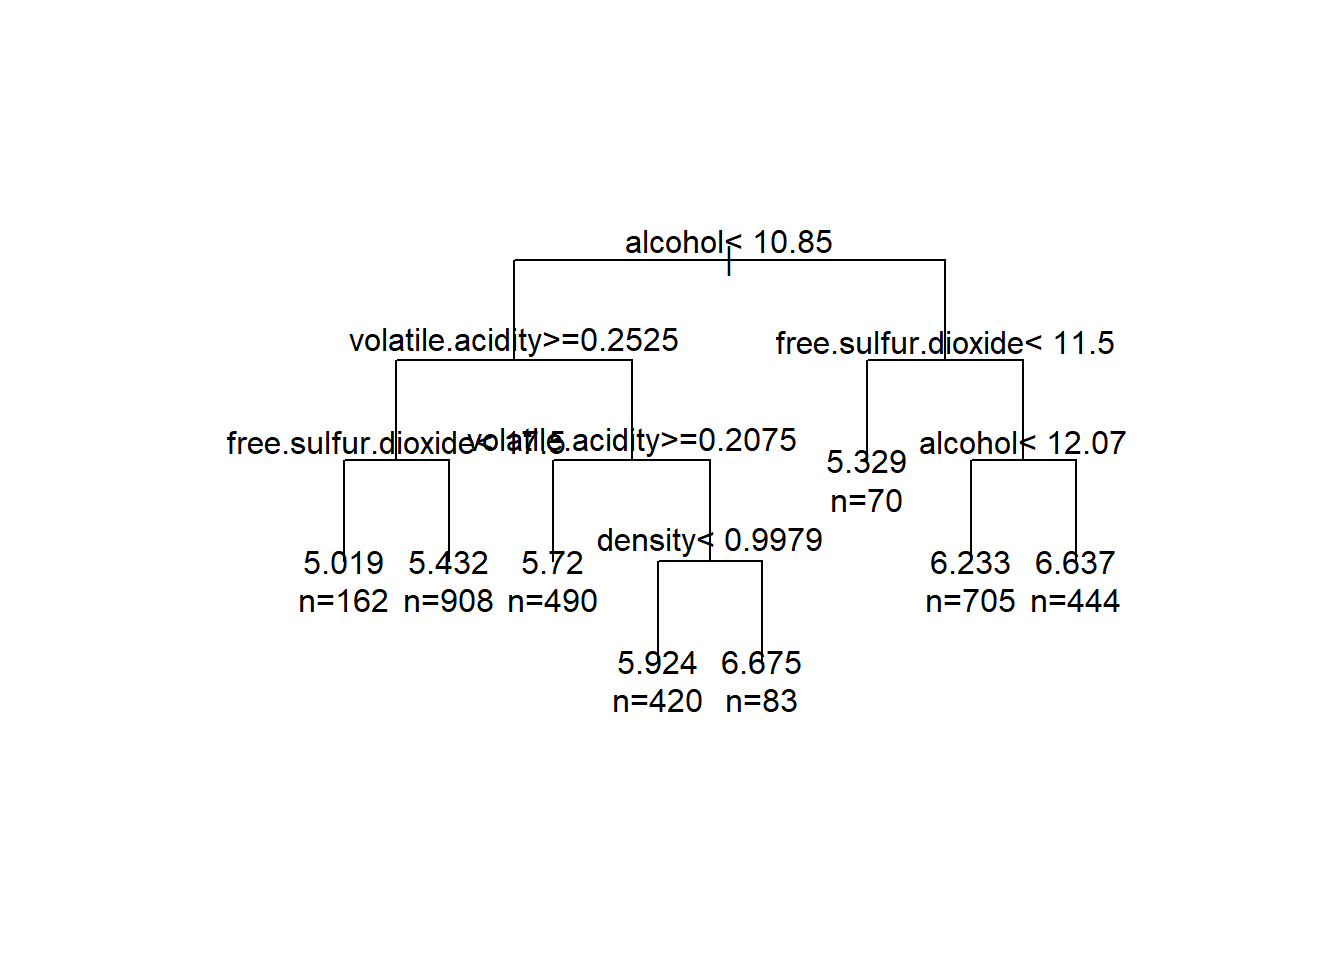 alcohol< 10.85
volatile.acidity>=0.2525
free.sulfur.dioxide< 11.5
free.sulfur.dioxide< 17.5
volatile.acidity>=0.2075
alcohol< 12.07
5.329
n=70
density< 0.9979
5.019
n=162
5.432
n=908
5.72
n=490
6.233
n=705
6.637
n=444
5.924
n=420
6.675
n=83